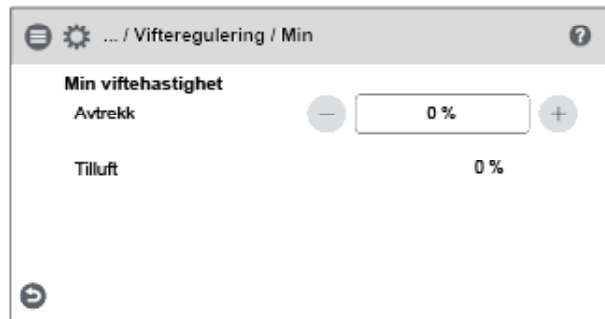 ... / Vifteregulering / Min
Min viftehastighet
Avtrekk 0 %
Tilluft 0 %